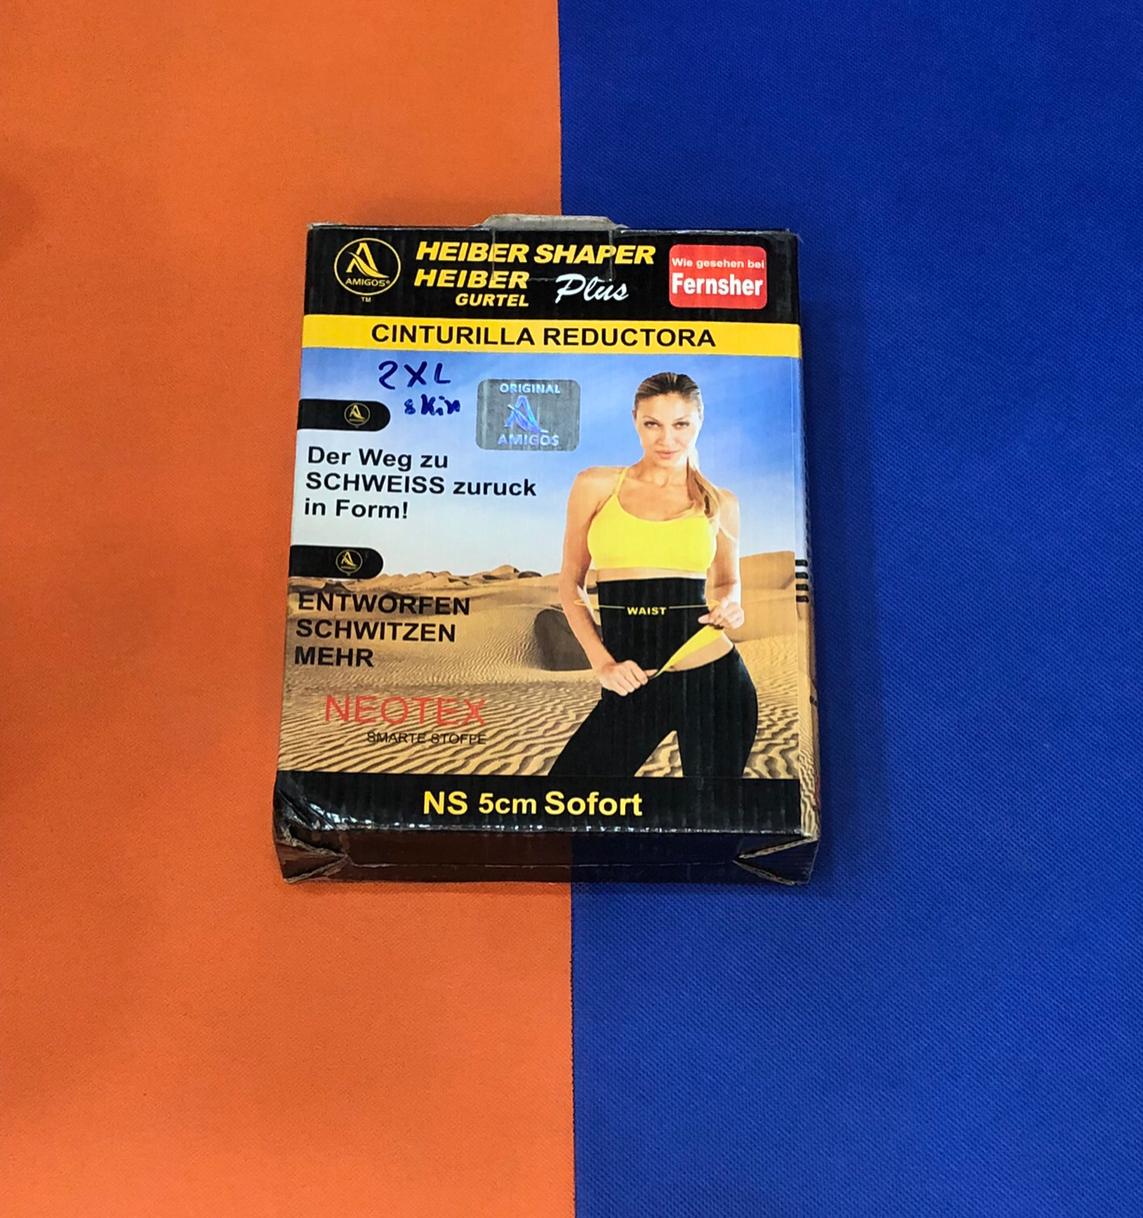 AMIGOS®
TM
HEIBER SHAPER
HEIBER Plus
GURTEL
Wie gesehen bei
Fernsher
CINTURILLA REDUCTORA
2XL
skin
ORIGINAL
AMIGOS
Der Weg zu
SCHWEISS zuruck
in Form!
ENTWORFEN
SCHWITZEN
MEHR
WAIST
NEOTEX
SMARTE STOFFE
NS 5cm Sofort